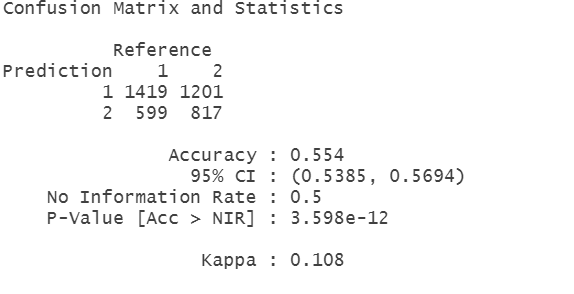 Confusion Matrix and Statistics
Reference
Prediction 1 2
1 1419 1201
2 599 817
Accuracy : 0.554
95% CI : (0.5385, 0.5694)
No Information Rate : 0.5
P-Value [Acc > NIR] : 3.598e-12
Kappa : 0.108